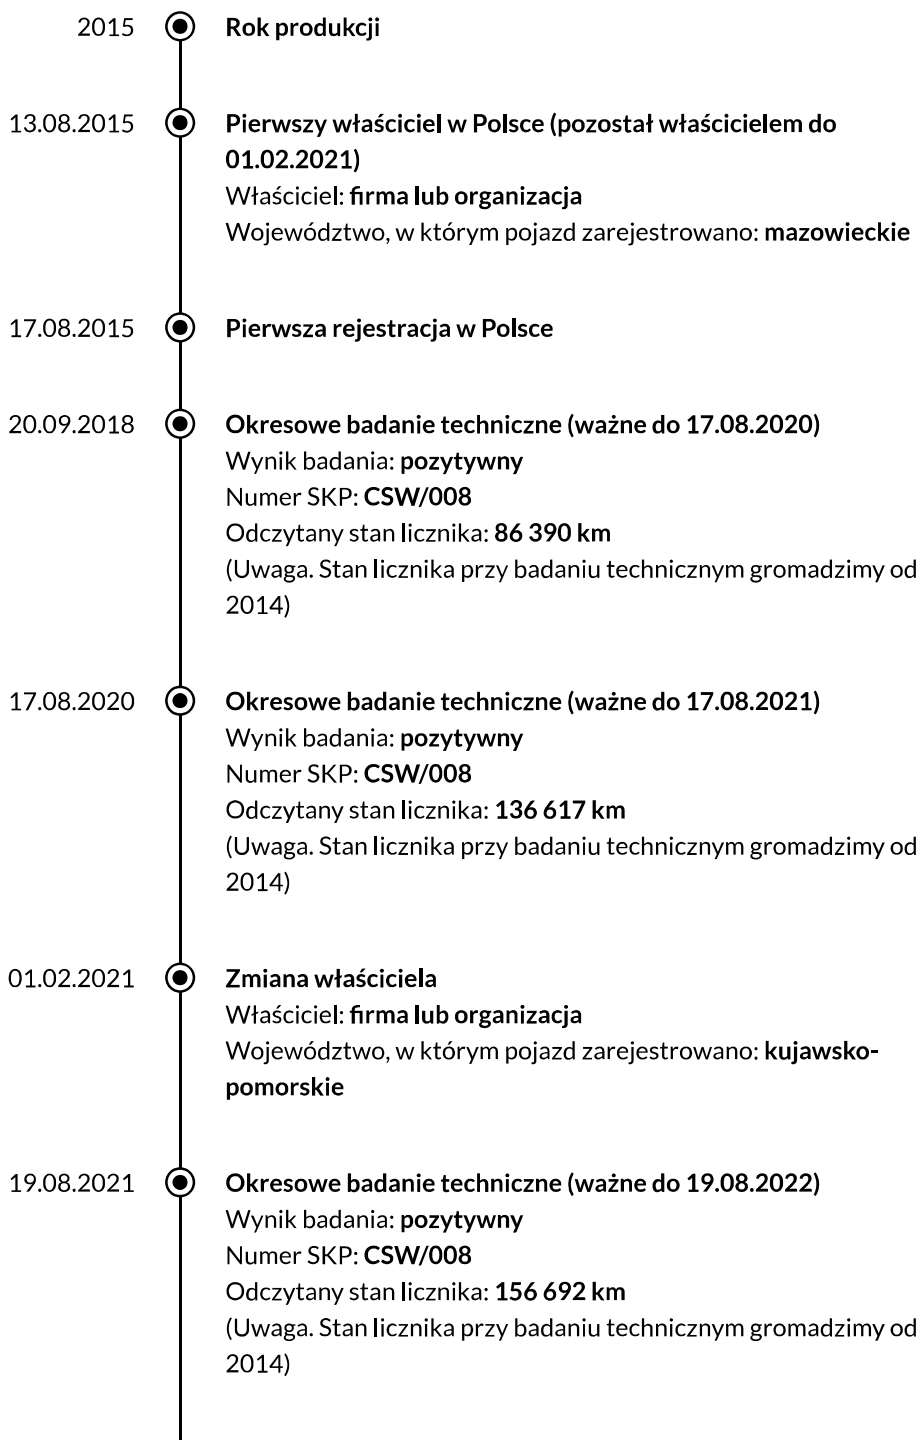 2015 Rok produkcji
13.08.2015 Pierwszy właściciel w Polsce (pozostał właścicielem do
01.02.2021)
Właściciel: firma lub organizacja
Województwo, w którym pojazd zarejestrowano: mazowieckie
17.08.2015 Pierwsza rejestracja w Polsce
20.09.2018 Okresowe badanie techniczne (ważne do 17.08.2020)
Wynik badania: pozytywny
Numer SKP: CSW/008
Odczytany stan licznika: 86 390 km
(Uwaga. Stan licznika przy badaniu technicznym gromadzimy od
2014)
17.08.2020 Okresowe badanie techniczne (ważne do 17.08.2021)
Wynik badania: pozytywny
Numer SKP: CSW/008
Odczytany stan licznika: 136 617 km
(Uwaga. Stan licznika przy badaniu technicznym gromadzimy od
2014)
01.02.2021 Zmiana właściciela
Właściciel: firma lub organizacja
Województwo, w którym pojazd zarejestrowano: kujawsko-
pomorskie
19.08.2021 Okresowe badanie techniczne (ważne do 19.08.2022)
Wynik badania: pozytywny
Numer SKP: CSW/008
Odczytany stan licznika: 156 692 km
(Uwaga. Stan licznika przy badaniu technicznym gromadzimy od
2014)